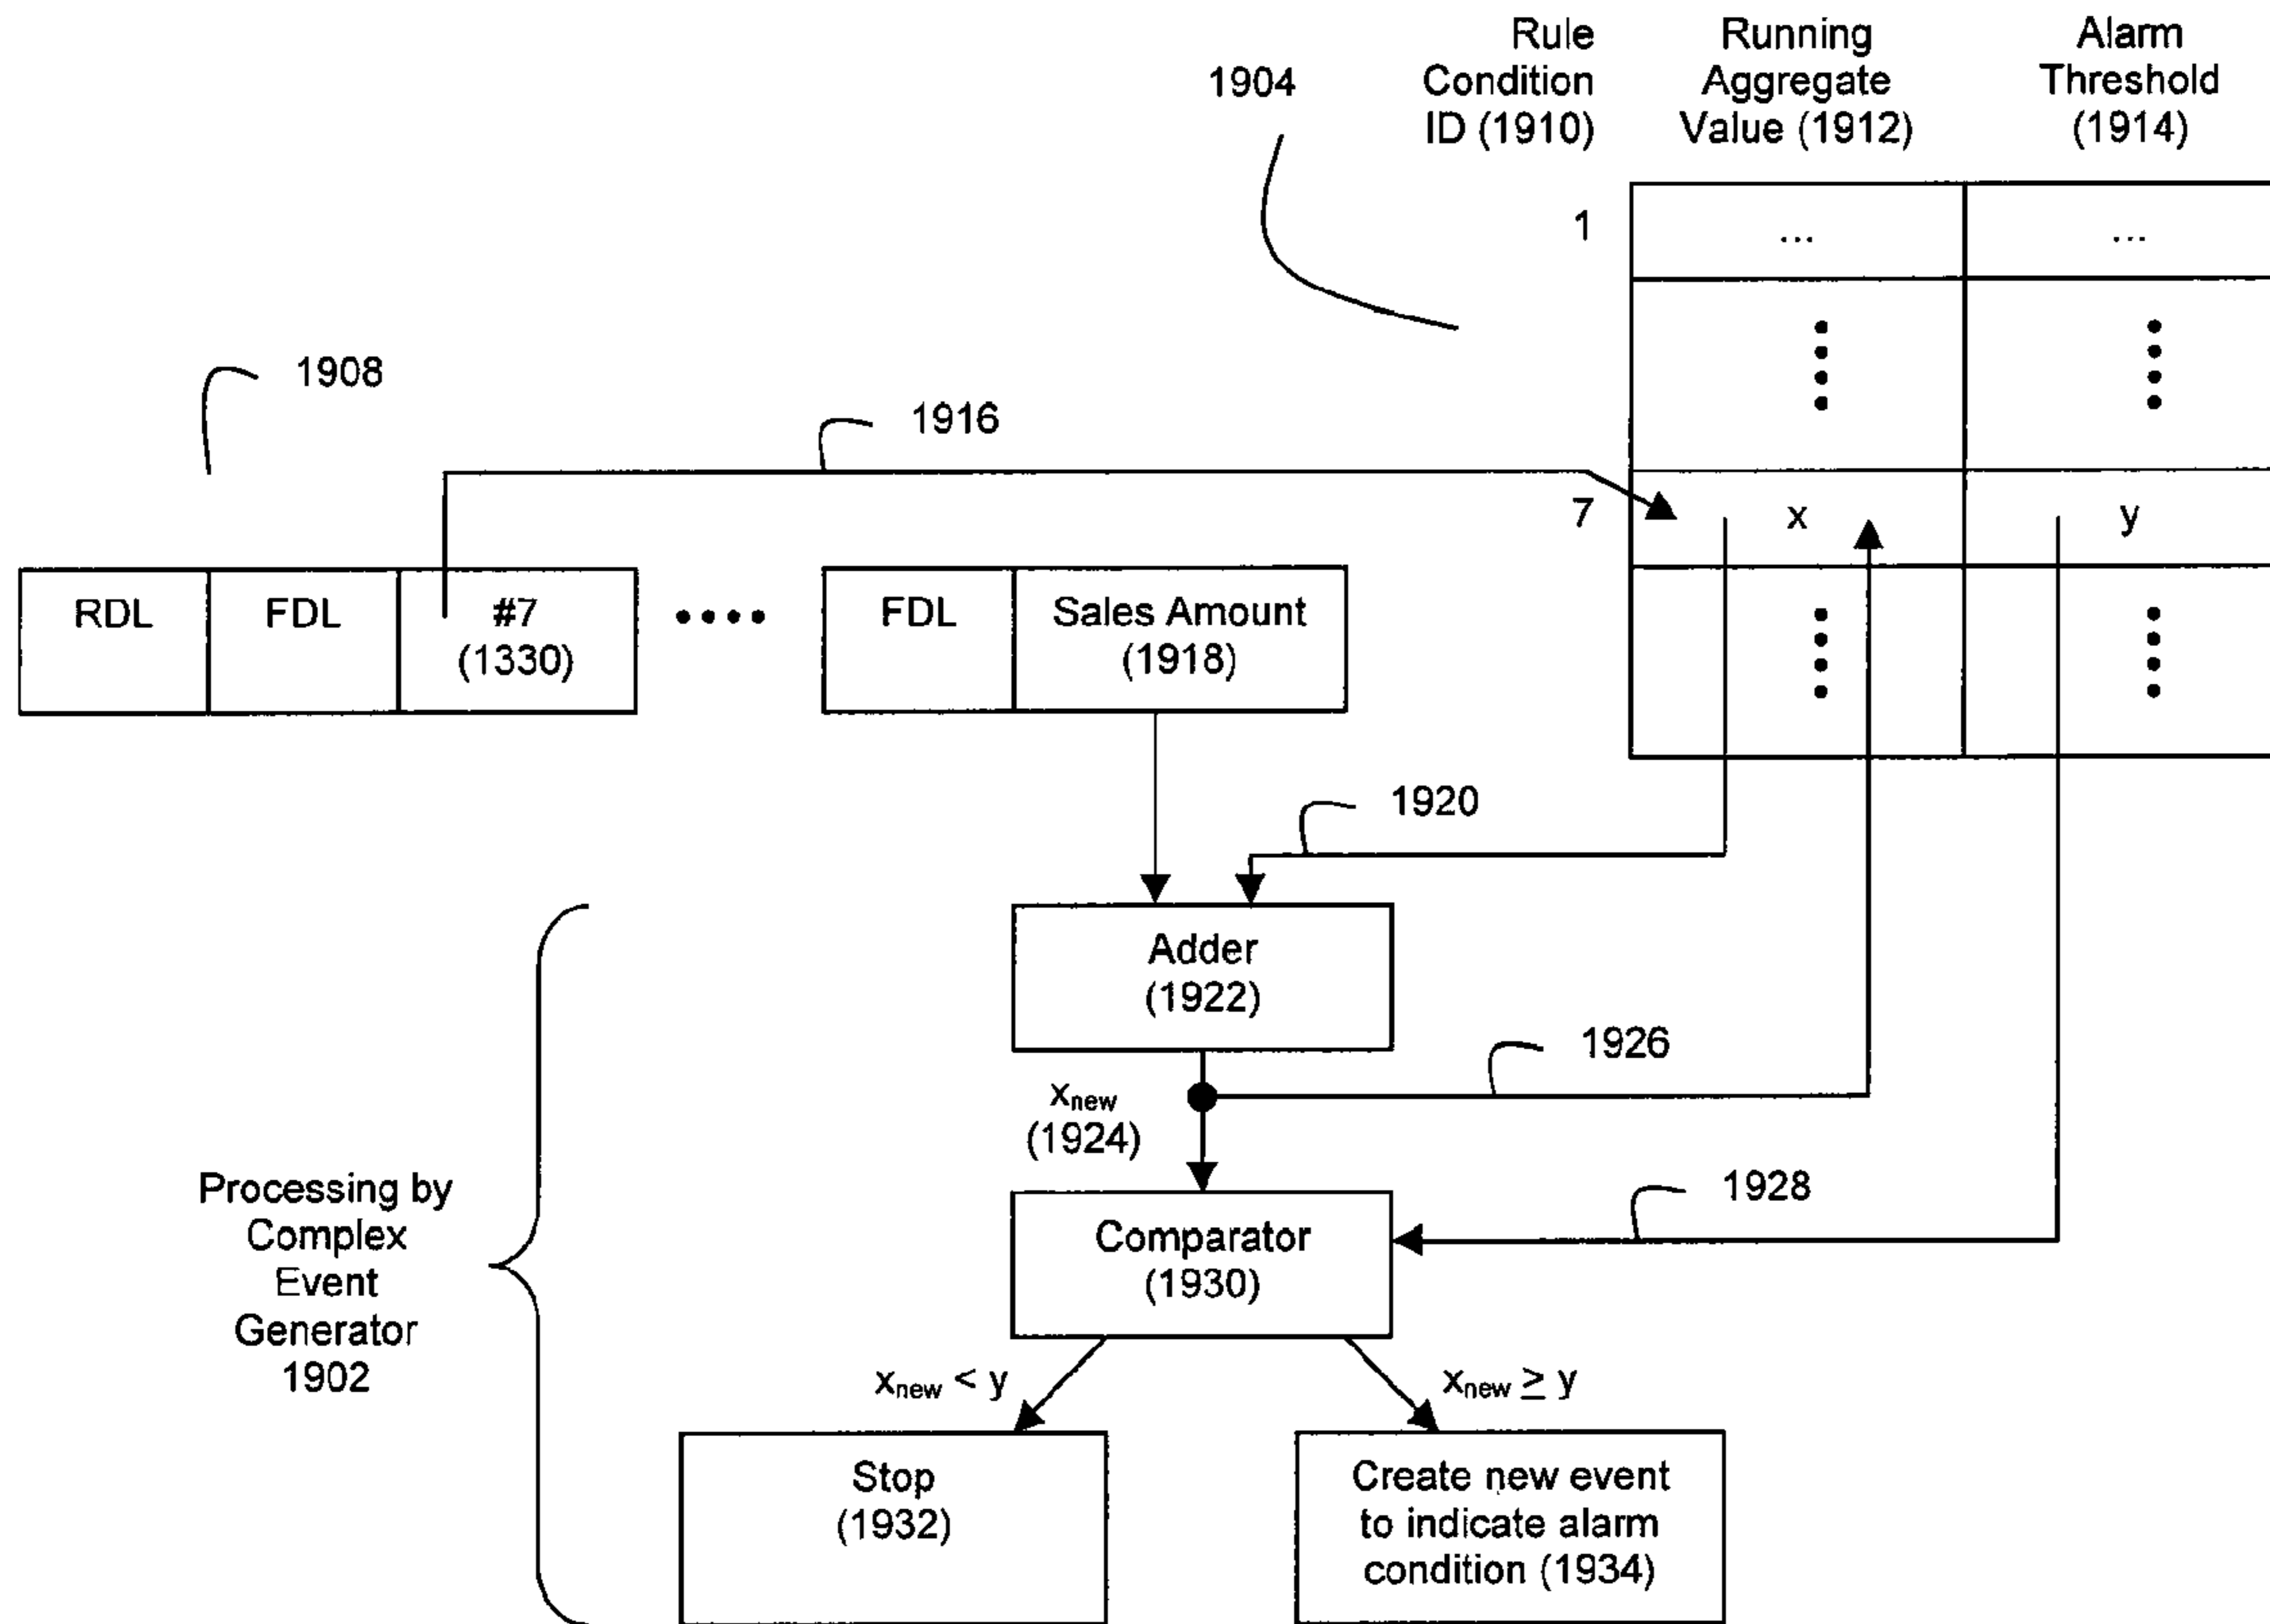 1904
Rule
Condition
ID (1910)
Running
Aggregate
Value (1912)
Alarm
Threshold
(1914)
1
...
...
1908
1916
7
x
y
RDL
FDL
#7
(1330)
FDL
Sales Amount
(1918)
1920
Adder
(1922)
1926
xnew
(1924)
1928
Comparator
(1930)
Processing by
Complex
Event
Generator
1902
xnew < y
xnew ≥ y
Stop
(1932)
Create new event
to indicate alarm
condition (1934)